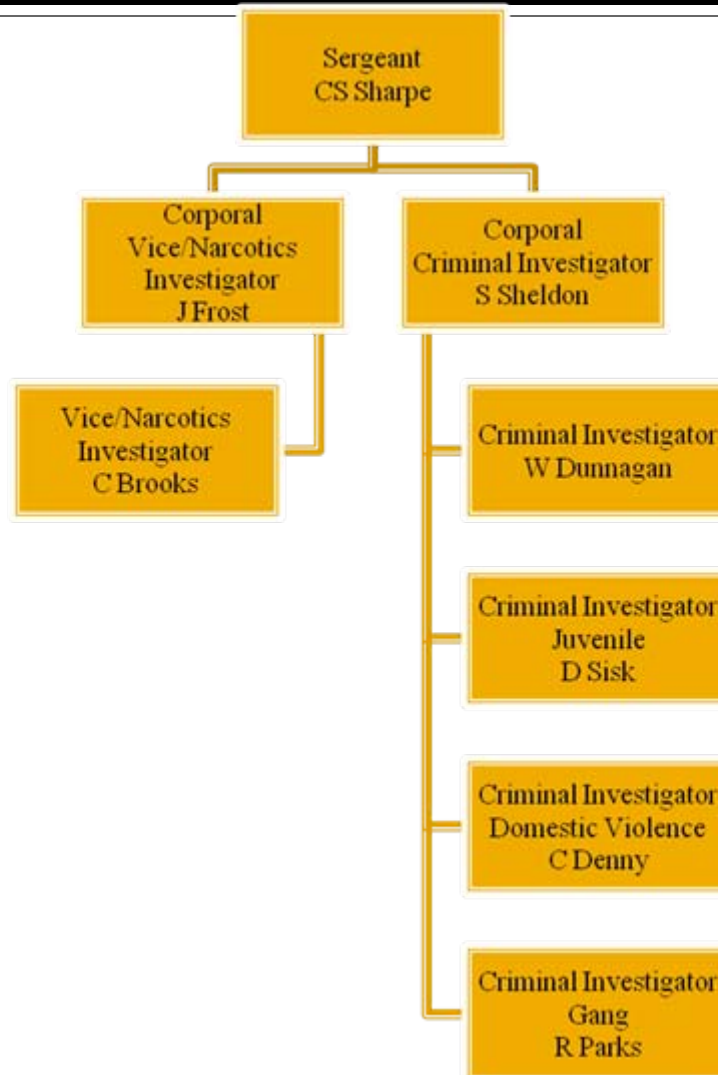 Sergeant
CS Sharpe
Corporal
Vice/Narcotics
Investigator
J Frost
Corporal
Criminal Investigator
S Sheldon
Vice/Narcotics
Investigator
C Brooks
Criminal Investigator
W Dunnagan
Criminal Investigator
Juvenile
D Sisk
Criminal Investigator
Domestic Violence
C Denny
Criminal Investigator
Gang
R Parks